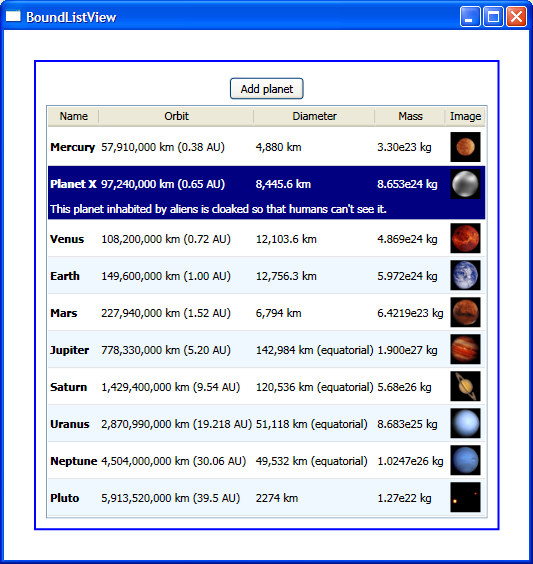 BoundListView
Add planet
Name Orbit Diameter Mass Image
Mercury 57,910,000 km (0.38 AU) 4,880 km 3.30e23 kg
Planet X 97,240,000 km (0.65 AU) 8,445.6 km 8.653e24 kg
This planet inhabited by aliens is cloaked so that humans can't see it.
Venus 108,200,000 km (0.72 AU) 12,103.6 km 4.869e24 kg
Earth 149,600,000 km (1.00 AU) 12,756.3 km 5.972e24 kg
Mars 227,940,000 km (1.52 AU) 6,794 km 6.4219e23 kg
Jupiter 778,330,000 km (5.20 AU) 142,984 km (equatorial) 1.900e27 kg
Saturn 1,429,400,000 km (9.54 AU) 120,536 km (equatorial) 5.68e26 kg
Uranus 2,870,990,000 km (19.218 AU) 51,118 km (equatorial) 8.683e25 kg
Neptune 4,504,000,000 km (30.06 AU) 49,532 km (equatorial) 1.0247e26 kg
Pluto 5,913,520,000 km (39.5 AU) 2274 km 1.27e22 kg